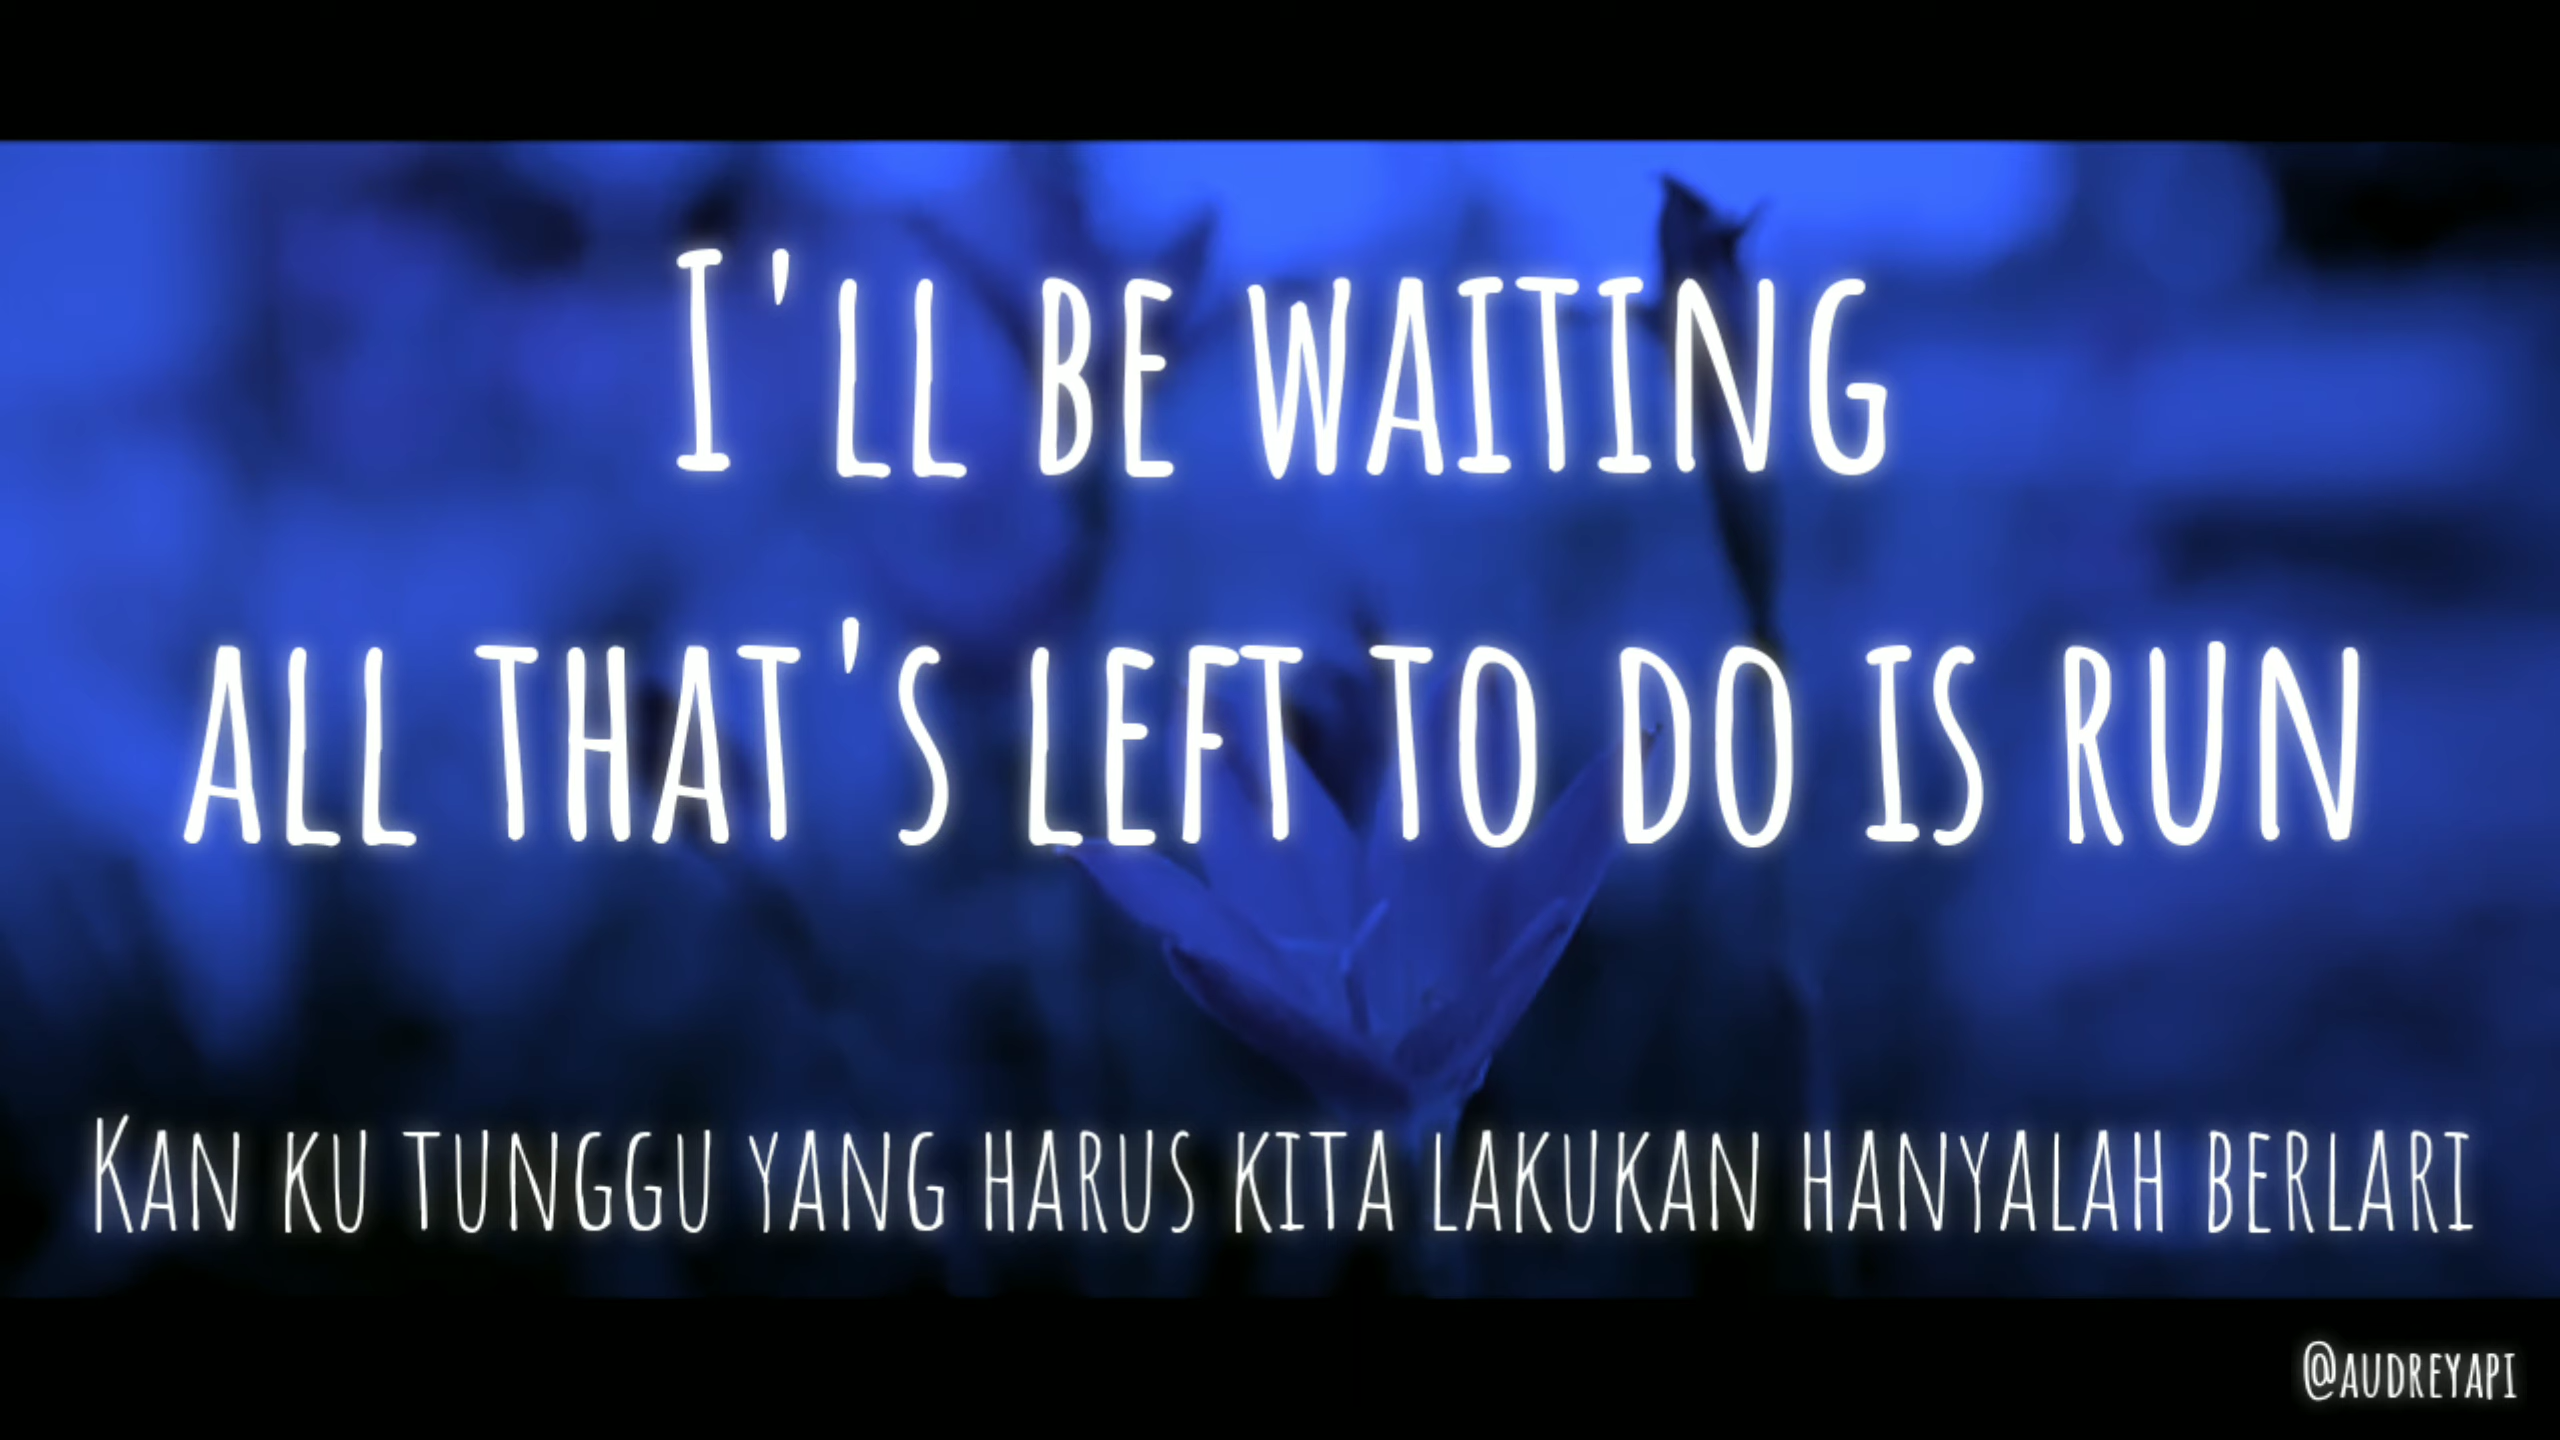 I'll be waiting
all that's left to do is run
Kan ku tunggu yang harus kita lakukan hanyalah berlari
@audreyapi